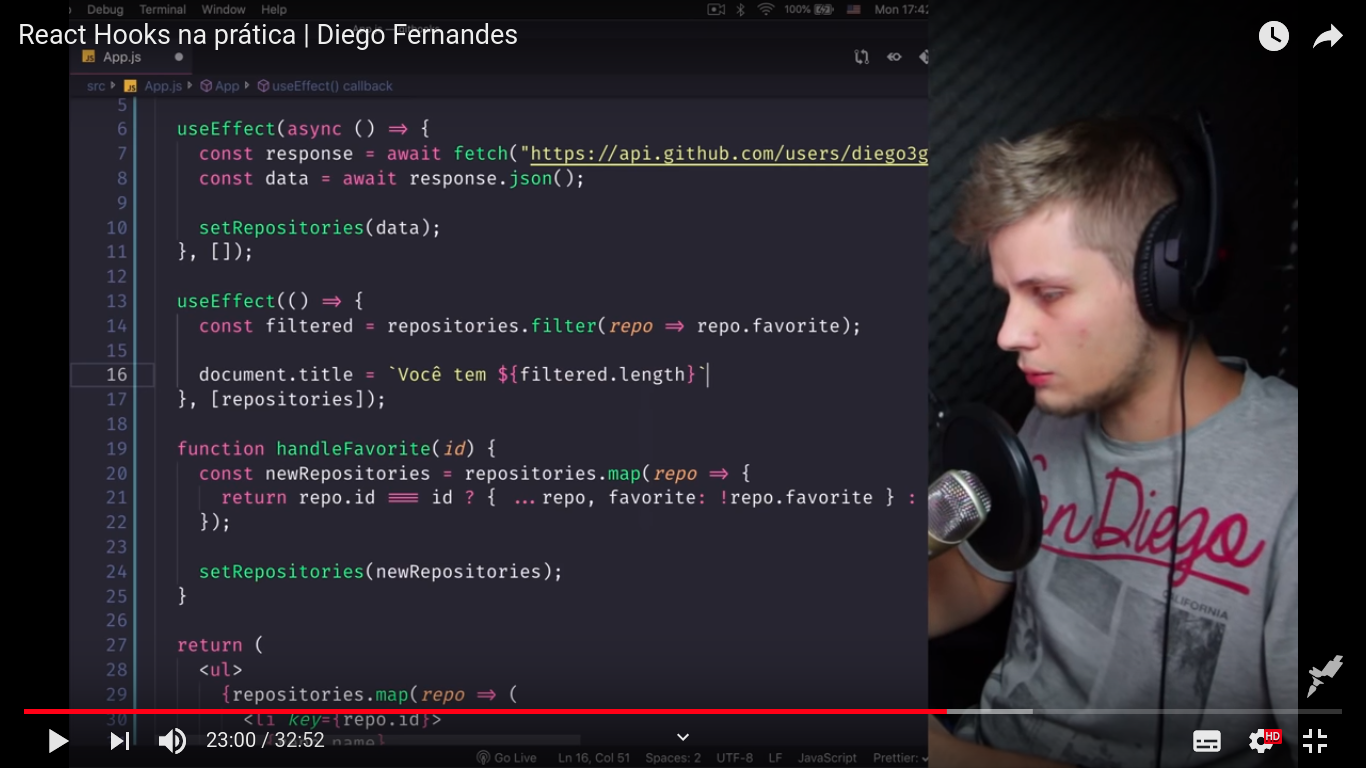 Debug Terminal Window Help 100% Mon 17:42
React Hooks na prática | Diego Fernandes
JS App.js
src JS App.js App useEffect() callback
5
6 useEffect(async () => {
7 const response = await fetch("https://api.github.com/users/diego3g
8 const data = await response.json();
9
10 setRepositories(data);
11 }, []);
12
13 useEffect(() => {
14 const filtered = repositories.filter(repo => repo.favorite);
15
16 document.title = `Você tem ${filtered.length}`
17 }, [repositories]);
18
19 function handleFavorite(id) {
20 const newRepositories = repositories.map(repo => {
21 return repo.id === id ? { ...repo, favorite: !repo.favorite } :
22 });
23
24 setRepositories(newRepositories);
25 }
26
27 return (
28 <ul>
29 {repositories.map(repo => (
30 <li key={repo.id}>
name}
San Diego
CALIFORNIA
23:00 / 32:52
HD
Go Live Ln 16, Col 51 Spaces: 2 UTF-8 LF JavaScript Prettier: